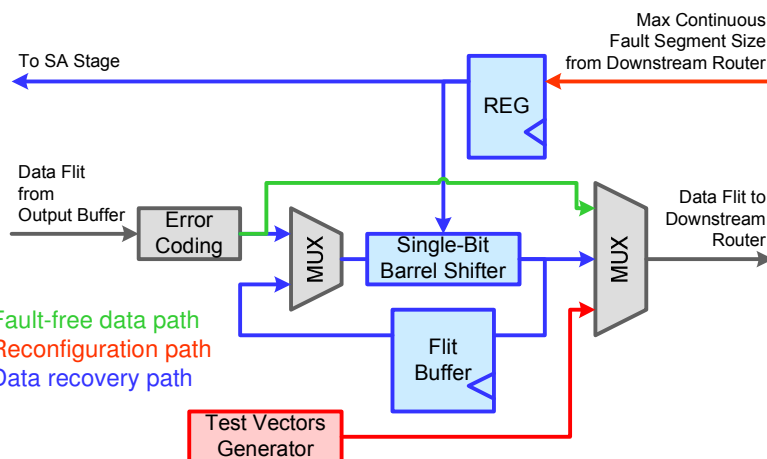 Max Continuous
Fault Segment Size
from Downstream Router
To SA Stage
REG
Data Flit
from
Output Buffer
Error
Coding
MUX
Single-Bit
Barrel Shifter
MUX
Data Flit to
Downstream
Router
Flit
Buffer
Fault-free data path
Reconfiguration path
Data recovery path
Test Vectors
Generator